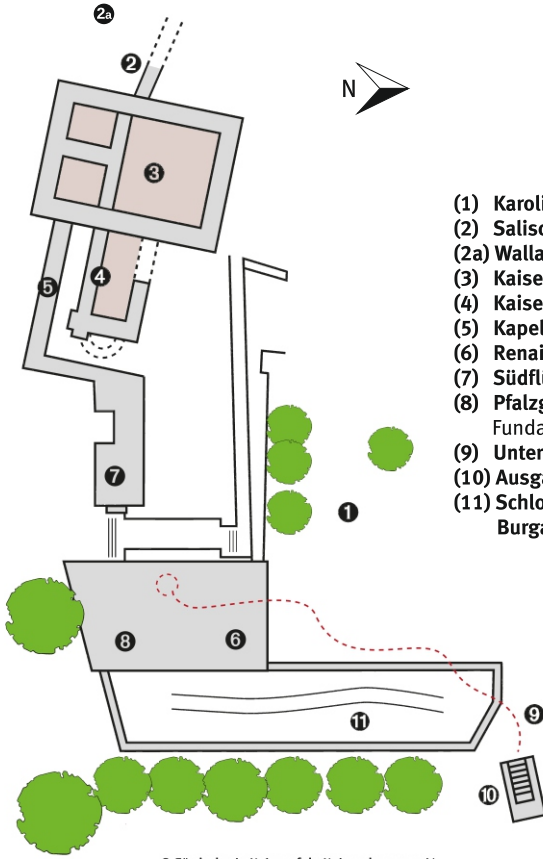 2a
2
N
3
4
5
7
1
8
6
11
9
10
(1) Karoli
(2) Salisc
(2a) Walla
(3) Kaise
(4) Kaise
(5) Kapel
(6) Renai
(7) Südfl
(8) Pfalzg
Funda
(9) Unter
(10) Ausga
(11) Schlo
Burga